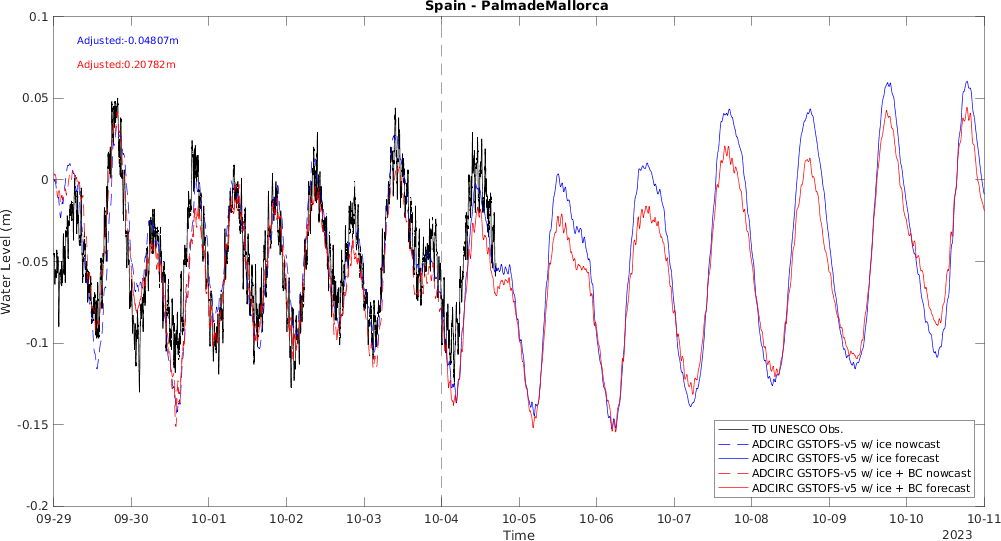 Spain - PalmadeMallorca
Adjusted:-0.04807m
Adjusted:0.20782m
Water Level (m)
0.1
0.05
0
-0.05
-0.1
-0.15
-0.2
TD UNESCO Obs.
ADCIRC GSTOFS-v5 w/ ice nowcast
ADCIRC GSTOFS-v5 w/ ice forecast
ADCIRC GSTOFS-v5 w/ ice + BC nowcast
ADCIRC GSTOFS-v5 w/ ice + BC forecast
09-29 09-30 10-01 10-02 10-03 10-04 10-05 10-06 10-07 10-08 10-09 10-10 10-11
Time
2023